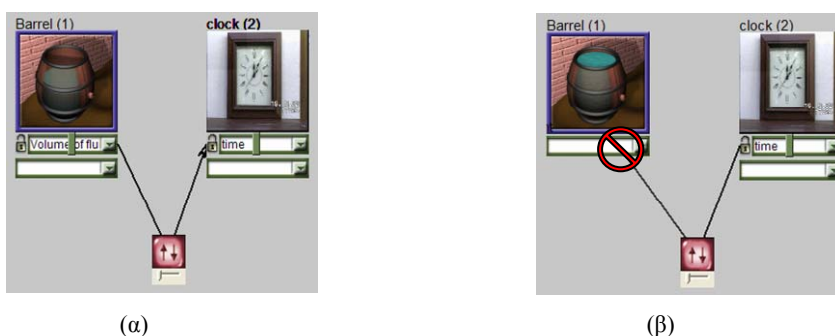 Barrel (1)
clock (2)
Volume of flu
time
(α)
Barrel (1)
clock (2)
time
(β)